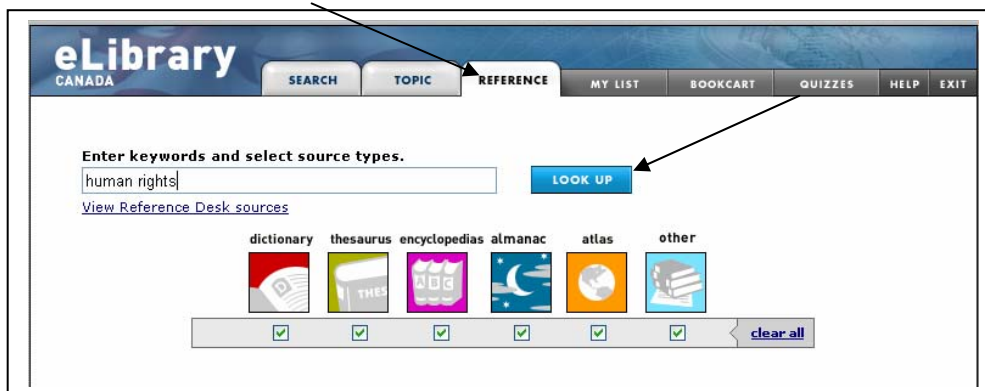 eLibrary
CANADA
SEARCH TOPIC REFERENCE MY LIST BOOKCART QUIZZES HELP EXIT
Enter keywords and select source types.
human rights
LOOK UP
View Reference Desk sources
dictionary thesaurus encyclopedias almanac atlas other
D THES A B C
clear all